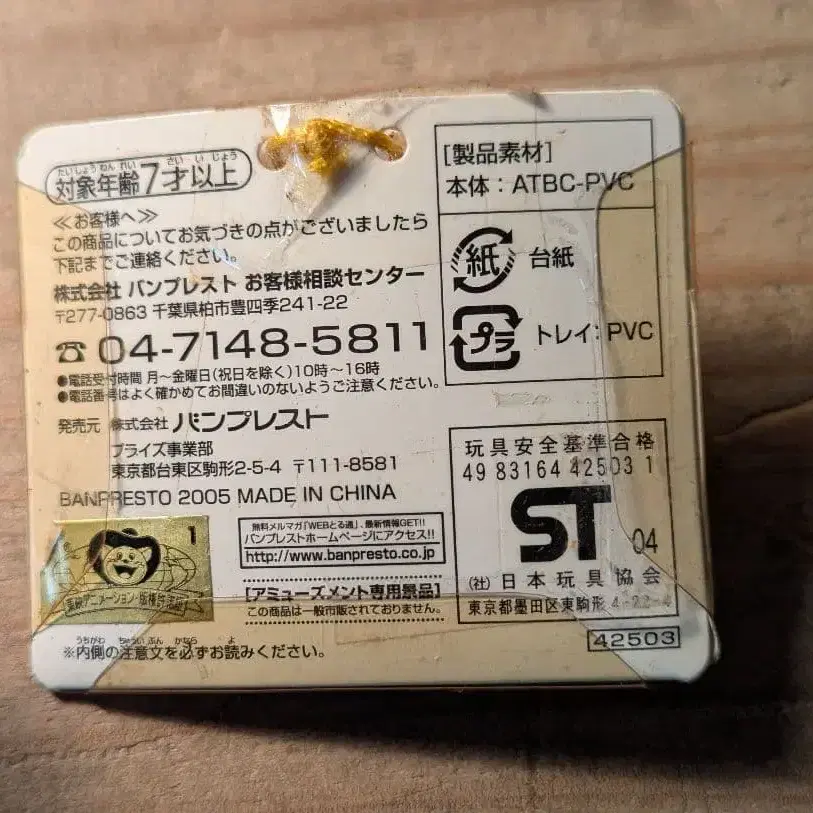 たいしょうねんれい さい いじょう
対象年齢7才以上
≪お客様へ≫
この商品についてお気づきの点がございましたら
下記までご連絡ください。
株式会社 バンプレスト お客様相談センター
〒277-0863 千葉県柏市豊四季241-22
☎ 04-7148-5811
●電話受付時間 月〜金曜日(祝日を除く)10時〜16時
●電話番号はよく確かめてお間違いのないようご注意ください。
発売元 株式会社 バンプレスト
プライズ事業部
東京都台東区駒形2-5-4 〒111-8581
BANPRESTO 2005 MADE IN CHINA
1
東映アニメーション・版権許諾証
無料メルマガ「WEBとる通」、最新情報GET!!
バンプレストホームページにアクセス!!
http://www.banpresto.co.jp
[アミューズメント専用景品]
この商品は一般市販されておりません。
うちがわ ちゅういぶん かなら よ
※内側の注意文を必ずお読みください。
[製品素材]
本体：ATBC-PVC
紙 台紙
プラ トレイ：PVC
玩具安全基準合格
49 83164 42503 1
ST 04
(社) 日本玩具協会
東京都墨田区東駒形 4-22-4
42503